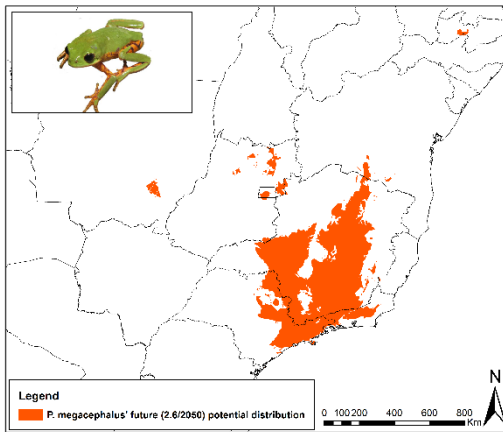 N
Legend
P. megacephalus' future (2.6/2050) potential distribution
0 100 200 400 600 800
Km